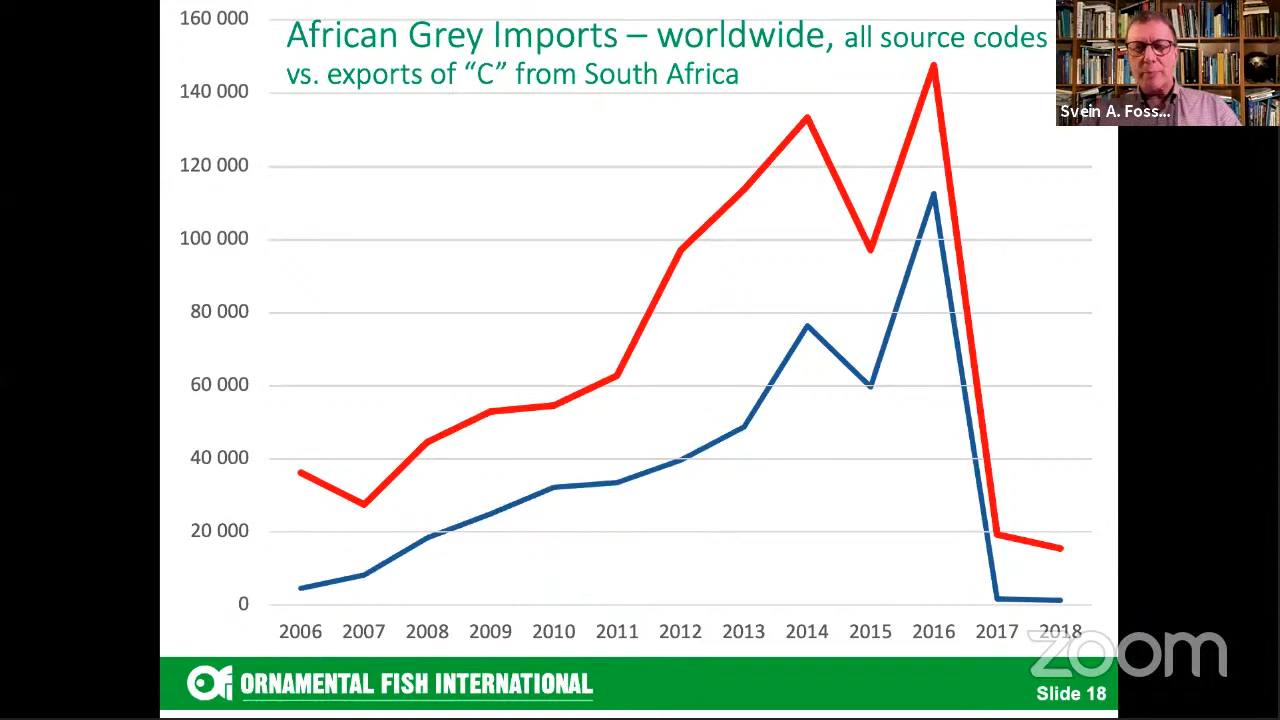 160 000
African Grey Imports – worldwide, all source codes
vs. exports of “C” from South Africa
140 000
120 000
100 000
80 000
60 000
40 000
20 000
0
2006 2007 2008 2009 2010 2011 2012 2013 2014 2015 2016 2017 2018
Svein A. Foss...
zoom
ORNAMENTAL FISH INTERNATIONAL
Slide 18